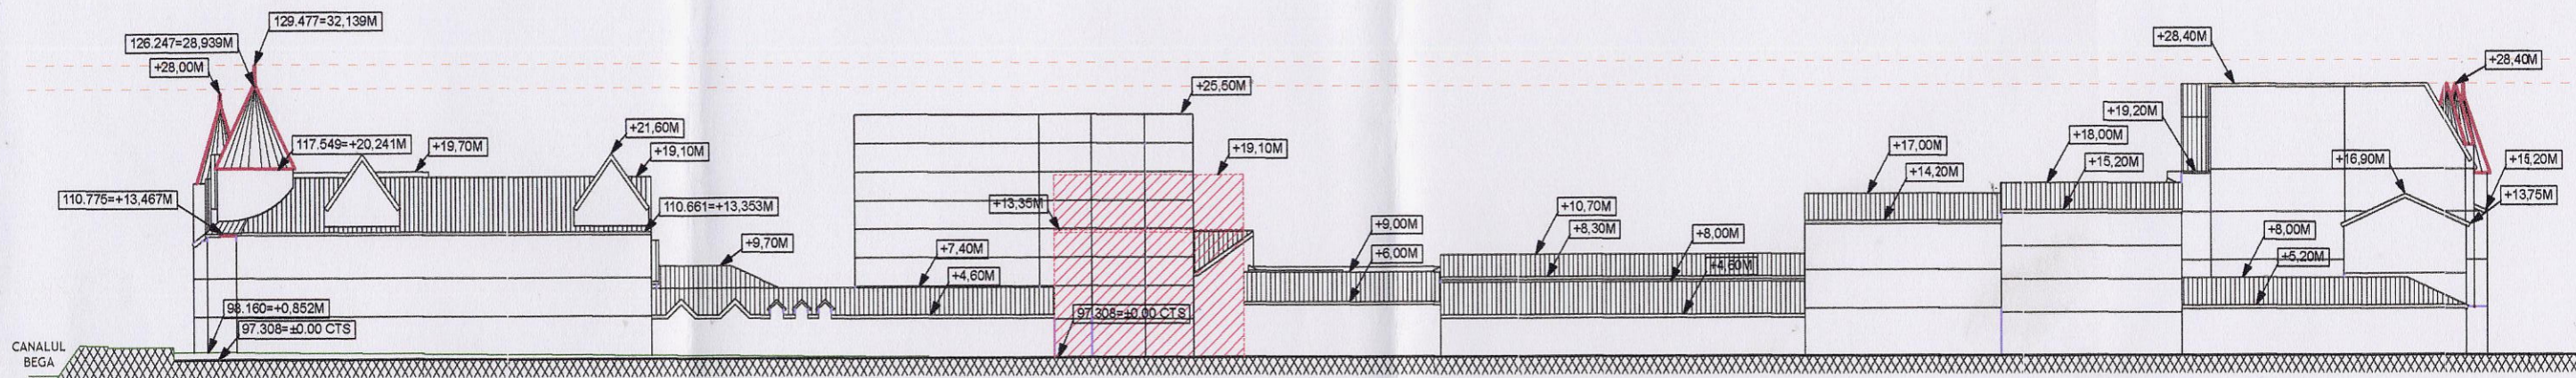 129.477=32,139M
126.247=28,939M
+28,00M
117.549=+20,241M
+19,70M
+21,60M
+19,10M
110.775=+13,467M
110.661=+13,353M
+9,70M
98.160=+0,852M
97.308=±0.00 CTS
CANALUL
BEGA
+25,50M
+19,10M
+13,35M
+7,40M
+4,60M
97.308=±0.00 CTS
+9,00M
+6,00M
+10,70M
+8,30M
+8,00M
+4,60M
+17,00M
+14,20M
+18,00M
+15,20M
+28,40M
+19,20M
+28,40M
+16,90M
+15,20M
+13,75M
+8,00M
+5,20M